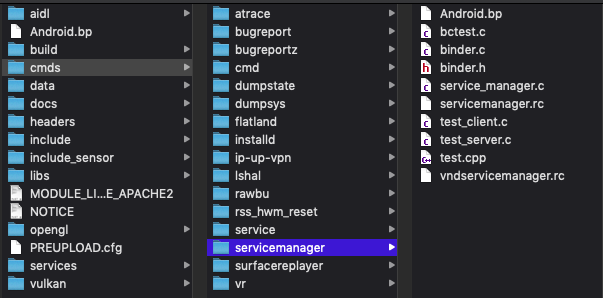 aidl
Android.bp
build
cmds
data
docs
headers
include
include_sensor
libs
MODULE_LI...E_APACHE2
NOTICE
opengl
PREUPLOAD.cfg
services
vulkan
atrace
bugreport
bugreportz
cmd
dumpstate
dumpsys
flatland
installd
ip-up-vpn
lshal
rawbu
rss_hwm_reset
service
servicemanager
surfacereplayer
vr
Android.bp
bctest.c
binder.c
binder.h
service_manager.c
servicemanager.rc
test_client.c
test_server.c
test.cpp
vndservicemanager.rc